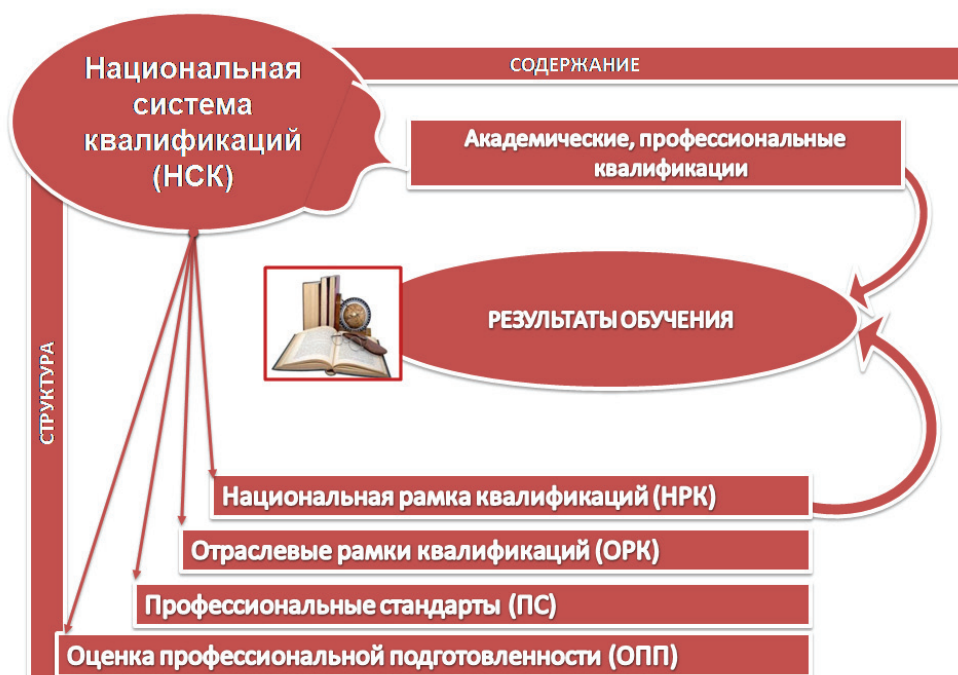 Национальная
система
квалификаций
(НСК)
СОДЕРЖАНИЕ
Академические, профессиональные
квалификации
РЕЗУЛЬТАТЫ ОБУЧЕНИЯ
СТРУКТУРА
Национальная рамка квалификаций (НРК)
Отраслевые рамки квалификаций (ОРК)
Профессиональные стандарты (ПС)
Оценка профессиональной подготовленности (ОПП)